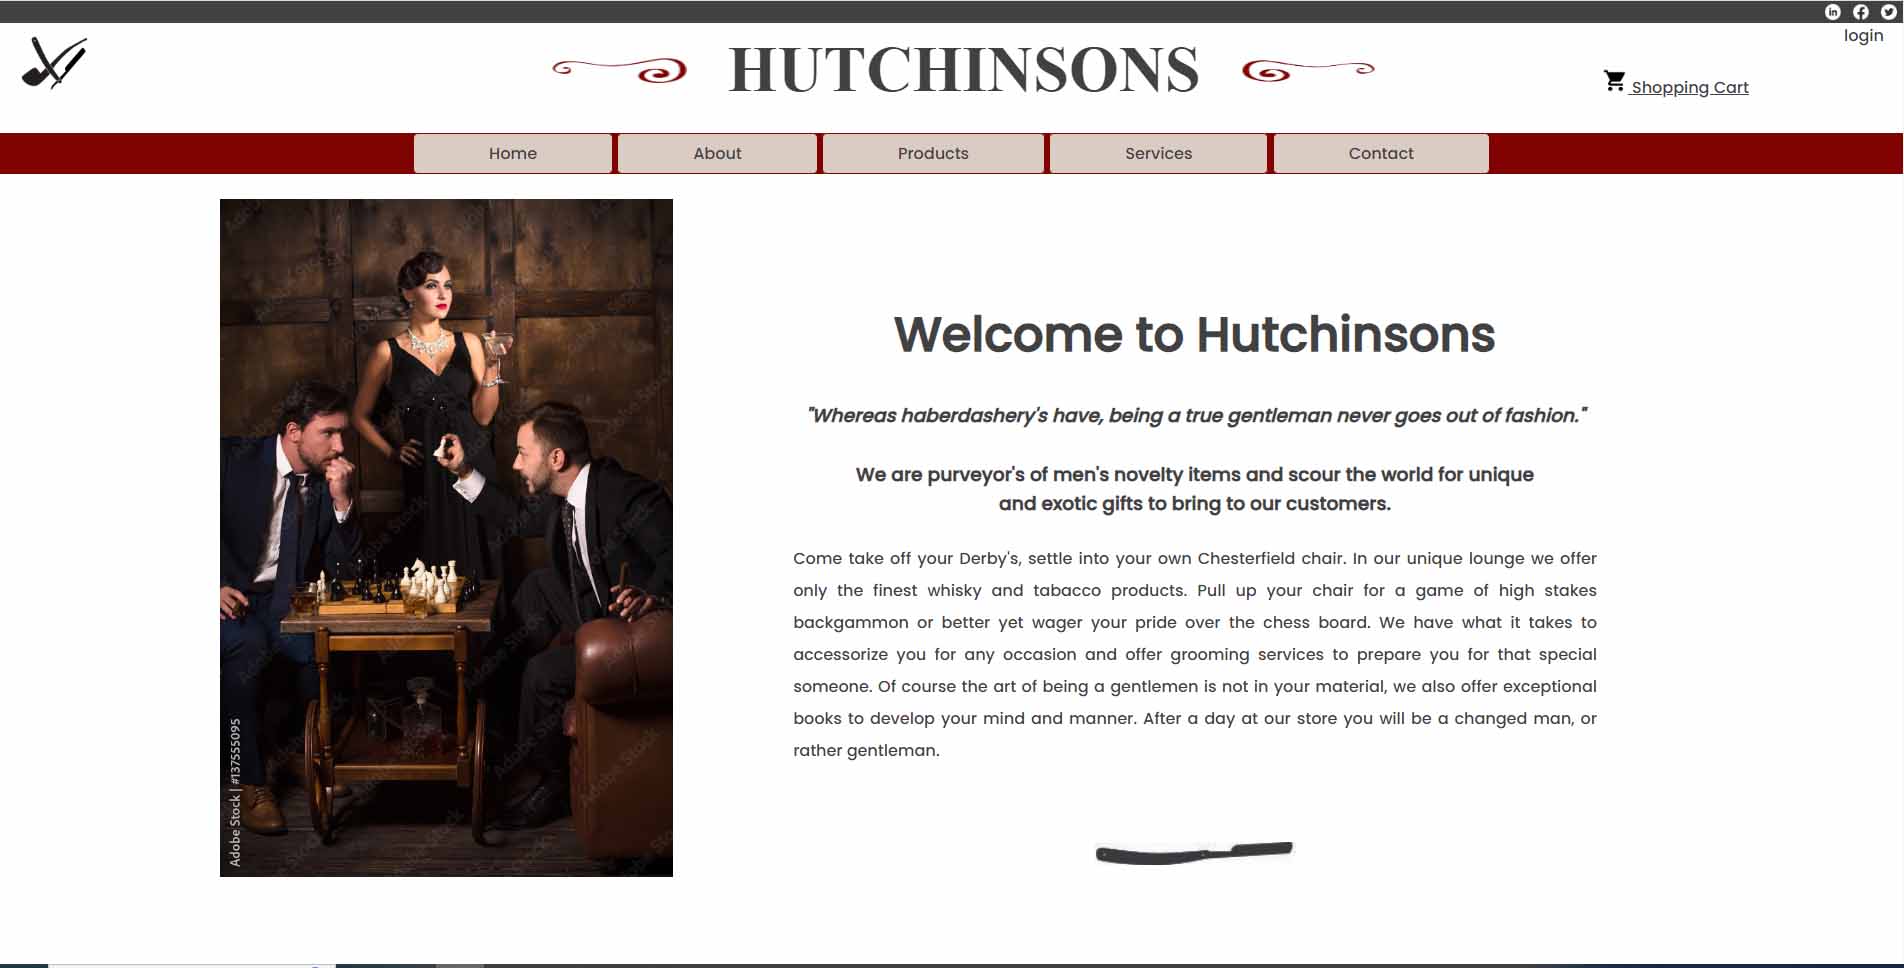 login
HUTCHINSONS
Shopping Cart
Home
About
Products
Services
Contact
Welcome to Hutchinsons
"Whereas haberdashery's have, being a true gentleman never goes out of fashion."
We are purveyor's of men's novelty items and scour the world for unique
and exotic gifts to bring to our customers.
Come take off your Derby's, settle into your own Chesterfield chair. In our unique lounge we offer
only the finest whisky and tabacco products. Pull up your chair for a game of high stakes
backgammon or better yet wager your pride over the chess board. We have what it takes to
accessorize you for any occasion and offer grooming services to prepare you for that special
someone. Of course the art of being a gentlemen is not in your material, we also offer exceptional
books to develop your mind and manner. After a day at our store you will be a changed man, or
rather gentleman.
Adobe Stock | #137555095